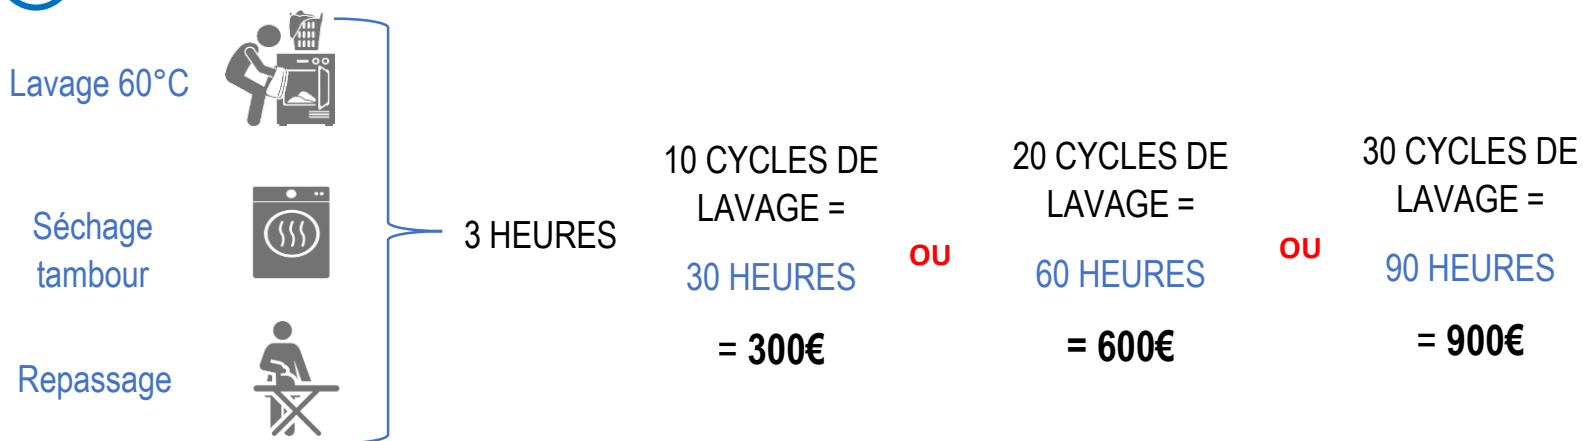 Lavage 60°C
Séchage
tambour
Repassage
3 HEURES
10 CYCLES DE
LAVAGE =
30 HEURES
= 300€
OU
20 CYCLES DE
LAVAGE =
60 HEURES
= 600€
OU
30 CYCLES DE
LAVAGE =
90 HEURES
= 900€